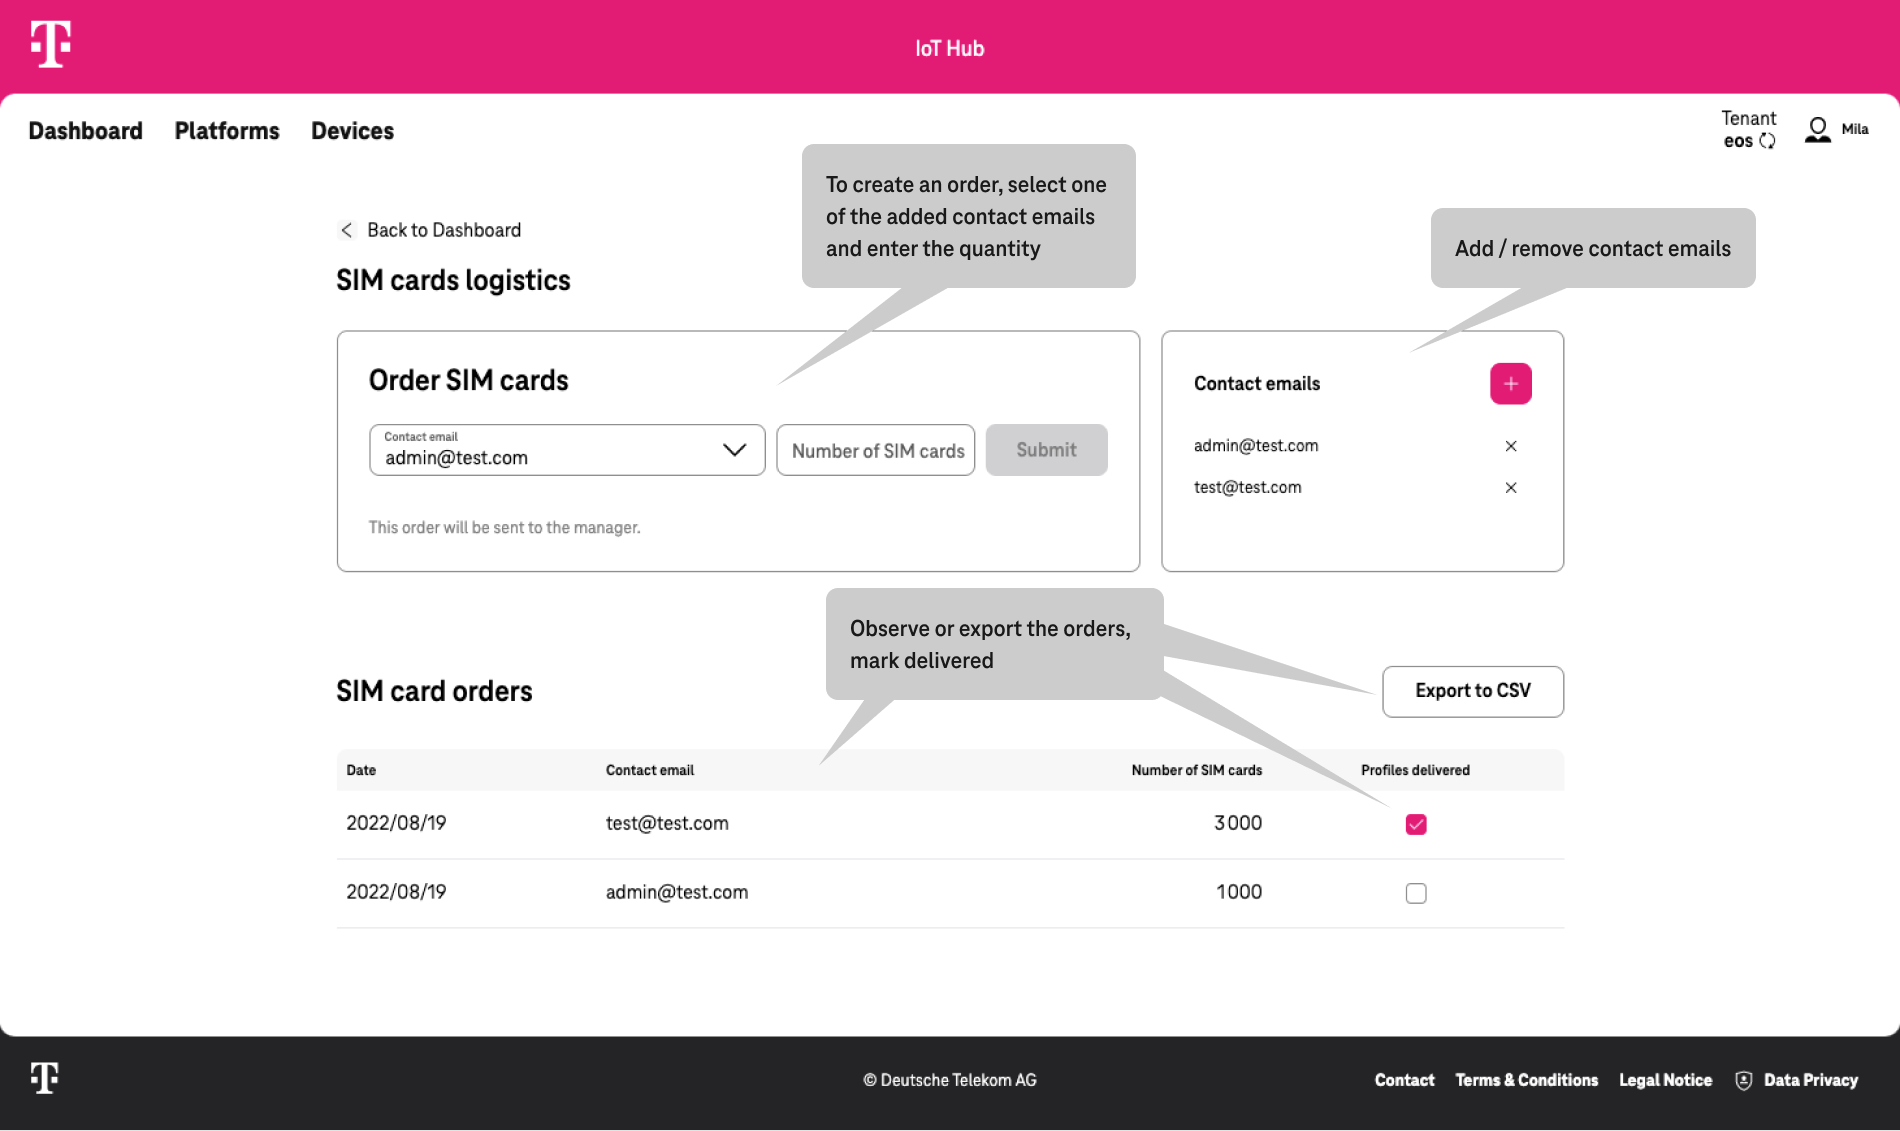 IoT Hub
Dashboard Platforms Devices
Tenant
eos
Mila
To create an order, select one
of the added contact emails
and enter the quantity
Add / remove contact emails
Back to Dashboard
SIM cards logistics
Order SIM cards
Contact email
admin@test.com
Number of SIM cards
Submit
This order will be sent to the manager.
Contact emails
admin@test.com
test@test.com
Observe or export the orders,
mark delivered
SIM card orders
Export to CSV
Date Contact email Number of SIM cards Profiles delivered
2022/08/19 test@test.com 3 000
2022/08/19 admin@test.com 1 000
© Deutsche Telekom AG
Contact Terms & Conditions Legal Notice Data Privacy